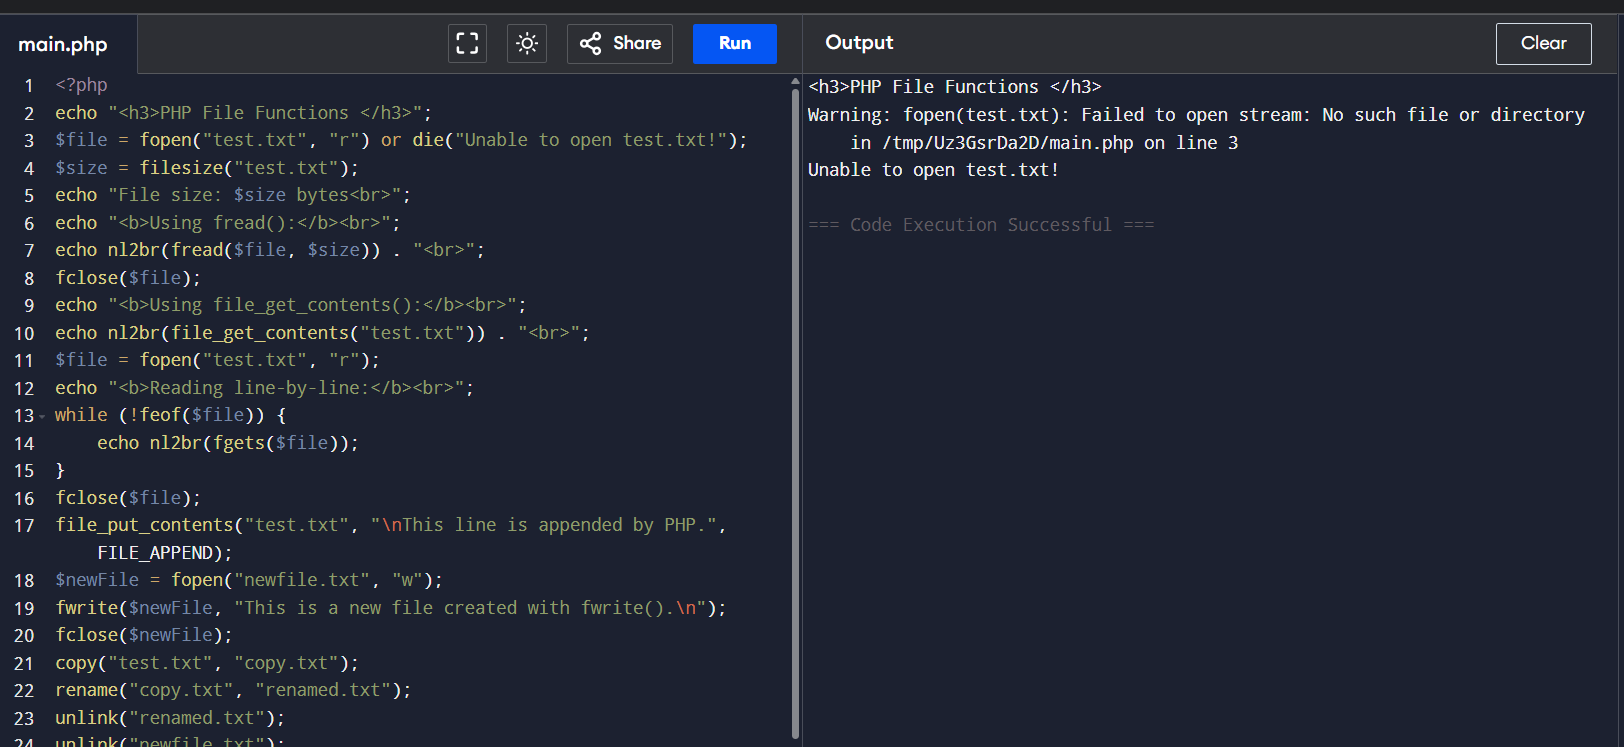 main.php
Share
Run
Output
Clear
1 <?php
2 echo "<h3>PHP File Functions </h3>";
3 $file = fopen("test.txt", "r") or die("Unable to open test.txt!");
4 $size = filesize("test.txt");
5 echo "File size: $size bytes<br>";
6 echo "<b>Using fread():</b><br>";
7 echo nl2br(fread($file, $size)) . "<br>";
8 fclose($file);
9 echo "<b>Using file_get_contents():</b><br>";
10 echo nl2br(file_get_contents("test.txt")) . "<br>";
11 $file = fopen("test.txt", "r");
12 echo "<b>Reading line-by-line:</b><br>";
13 while (!feof($file)) {
14     echo nl2br(fgets($file));
15 }
16 fclose($file);
17 file_put_contents("test.txt", "\nThis line is appended by PHP.",
    FILE_APPEND);
18 $newFile = fopen("newfile.txt", "w");
19 fwrite($newFile, "This is a new file created with fwrite().\n");
20 fclose($newFile);
21 copy("test.txt", "copy.txt");
22 rename("copy.txt", "renamed.txt");
23 unlink("renamed.txt");
24 unlink("newfile.txt");
<h3>PHP File Functions </h3>
Warning: fopen(test.txt): Failed to open stream: No such file or directory
    in /tmp/Uz3GsrDa2D/main.php on line 3
Unable to open test.txt!
=== Code Execution Successful ===